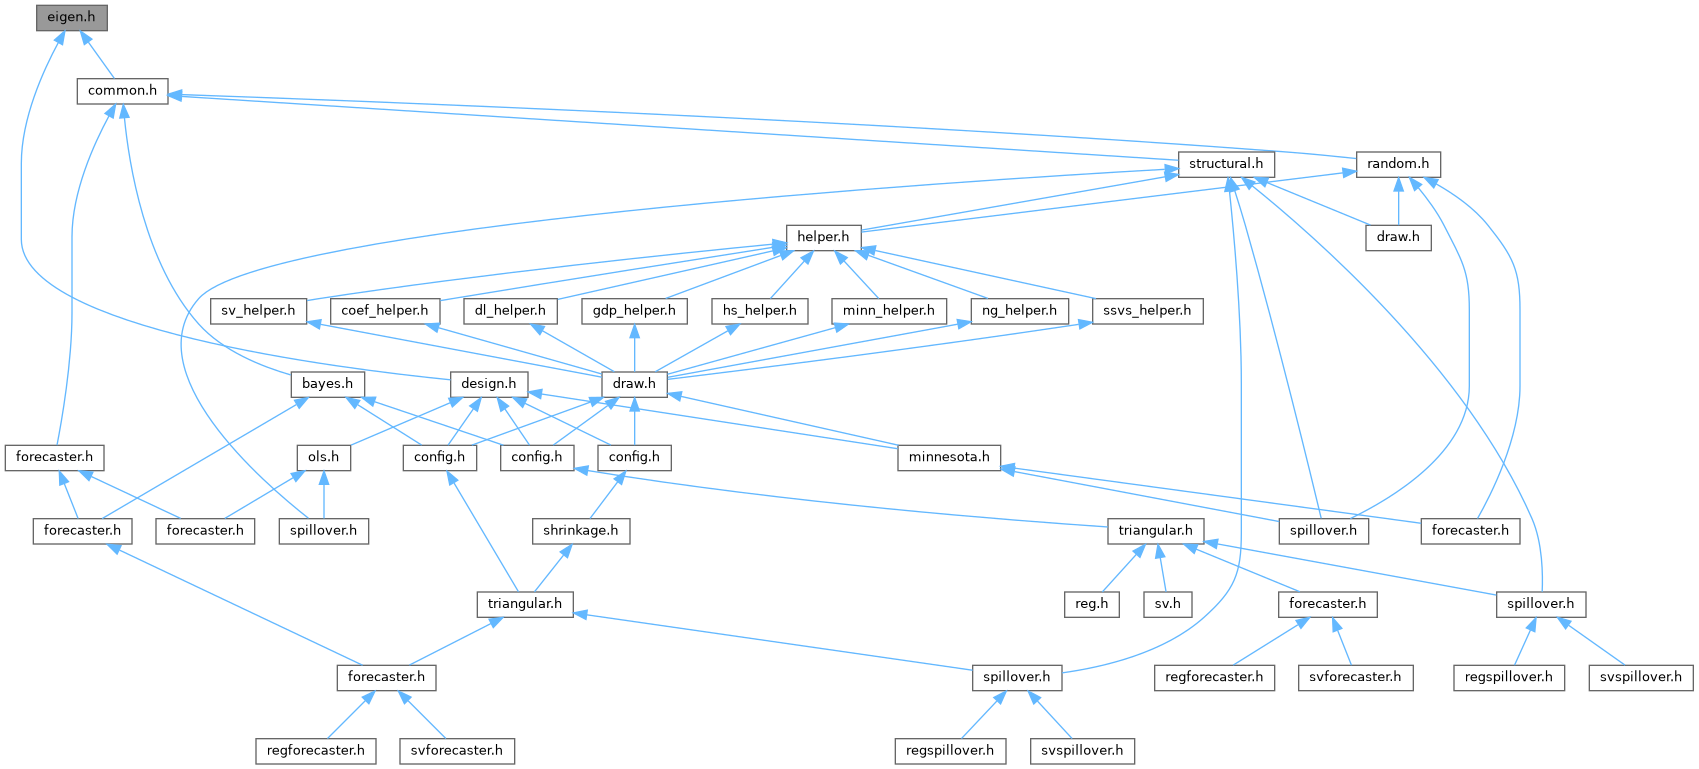 eigen.h
common.h
structural.h
random.h
helper.h
draw.h
sv_helper.h
coef_helper.h
dl_helper.h
gdp_helper.h
hs_helper.h
minn_helper.h
ng_helper.h
ssvs_helper.h
bayes.h
design.h
draw.h
forecaster.h
ols.h
config.h
config.h
config.h
minnesota.h
forecaster.h
forecaster.h
spillover.h
shrinkage.h
triangular.h
spillover.h
forecaster.h
triangular.h
reg.h
sv.h
forecaster.h
spillover.h
forecaster.h
spillover.h
regforecaster.h
svforecaster.h
regspillover.h
svspillover.h
regforecaster.h
svforecaster.h
regspillover.h
svspillover.h